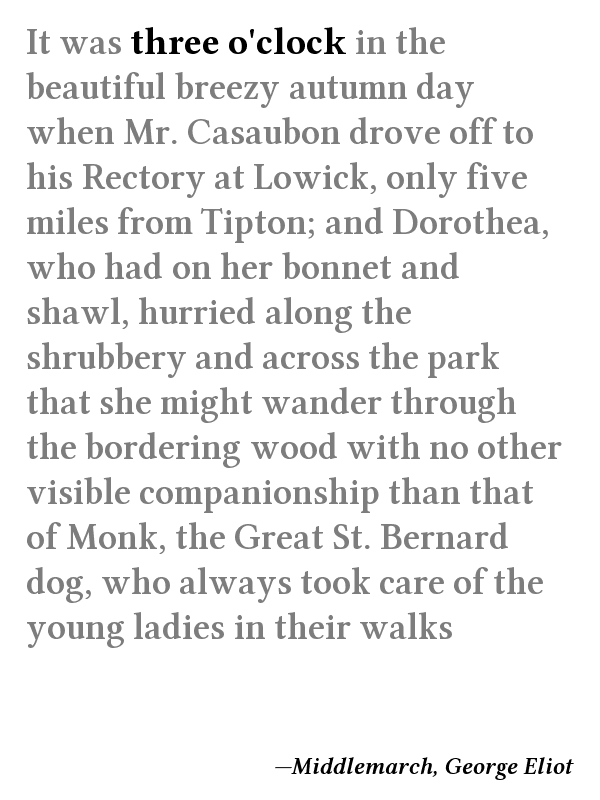 It was three o'clock in the
beautiful breezy autumn day
when Mr. Casaubon drove off to
his Rectory at Lowick, only five
miles from Tipton; and Dorothea,
who had on her bonnet and
shawl, hurried along the
shrubbery and across the park
that she might wander through
the bordering wood with no other
visible companionship than that
of Monk, the Great St. Bernard
dog, who always took care of the
young ladies in their walks
—Middlemarch, George Eliot